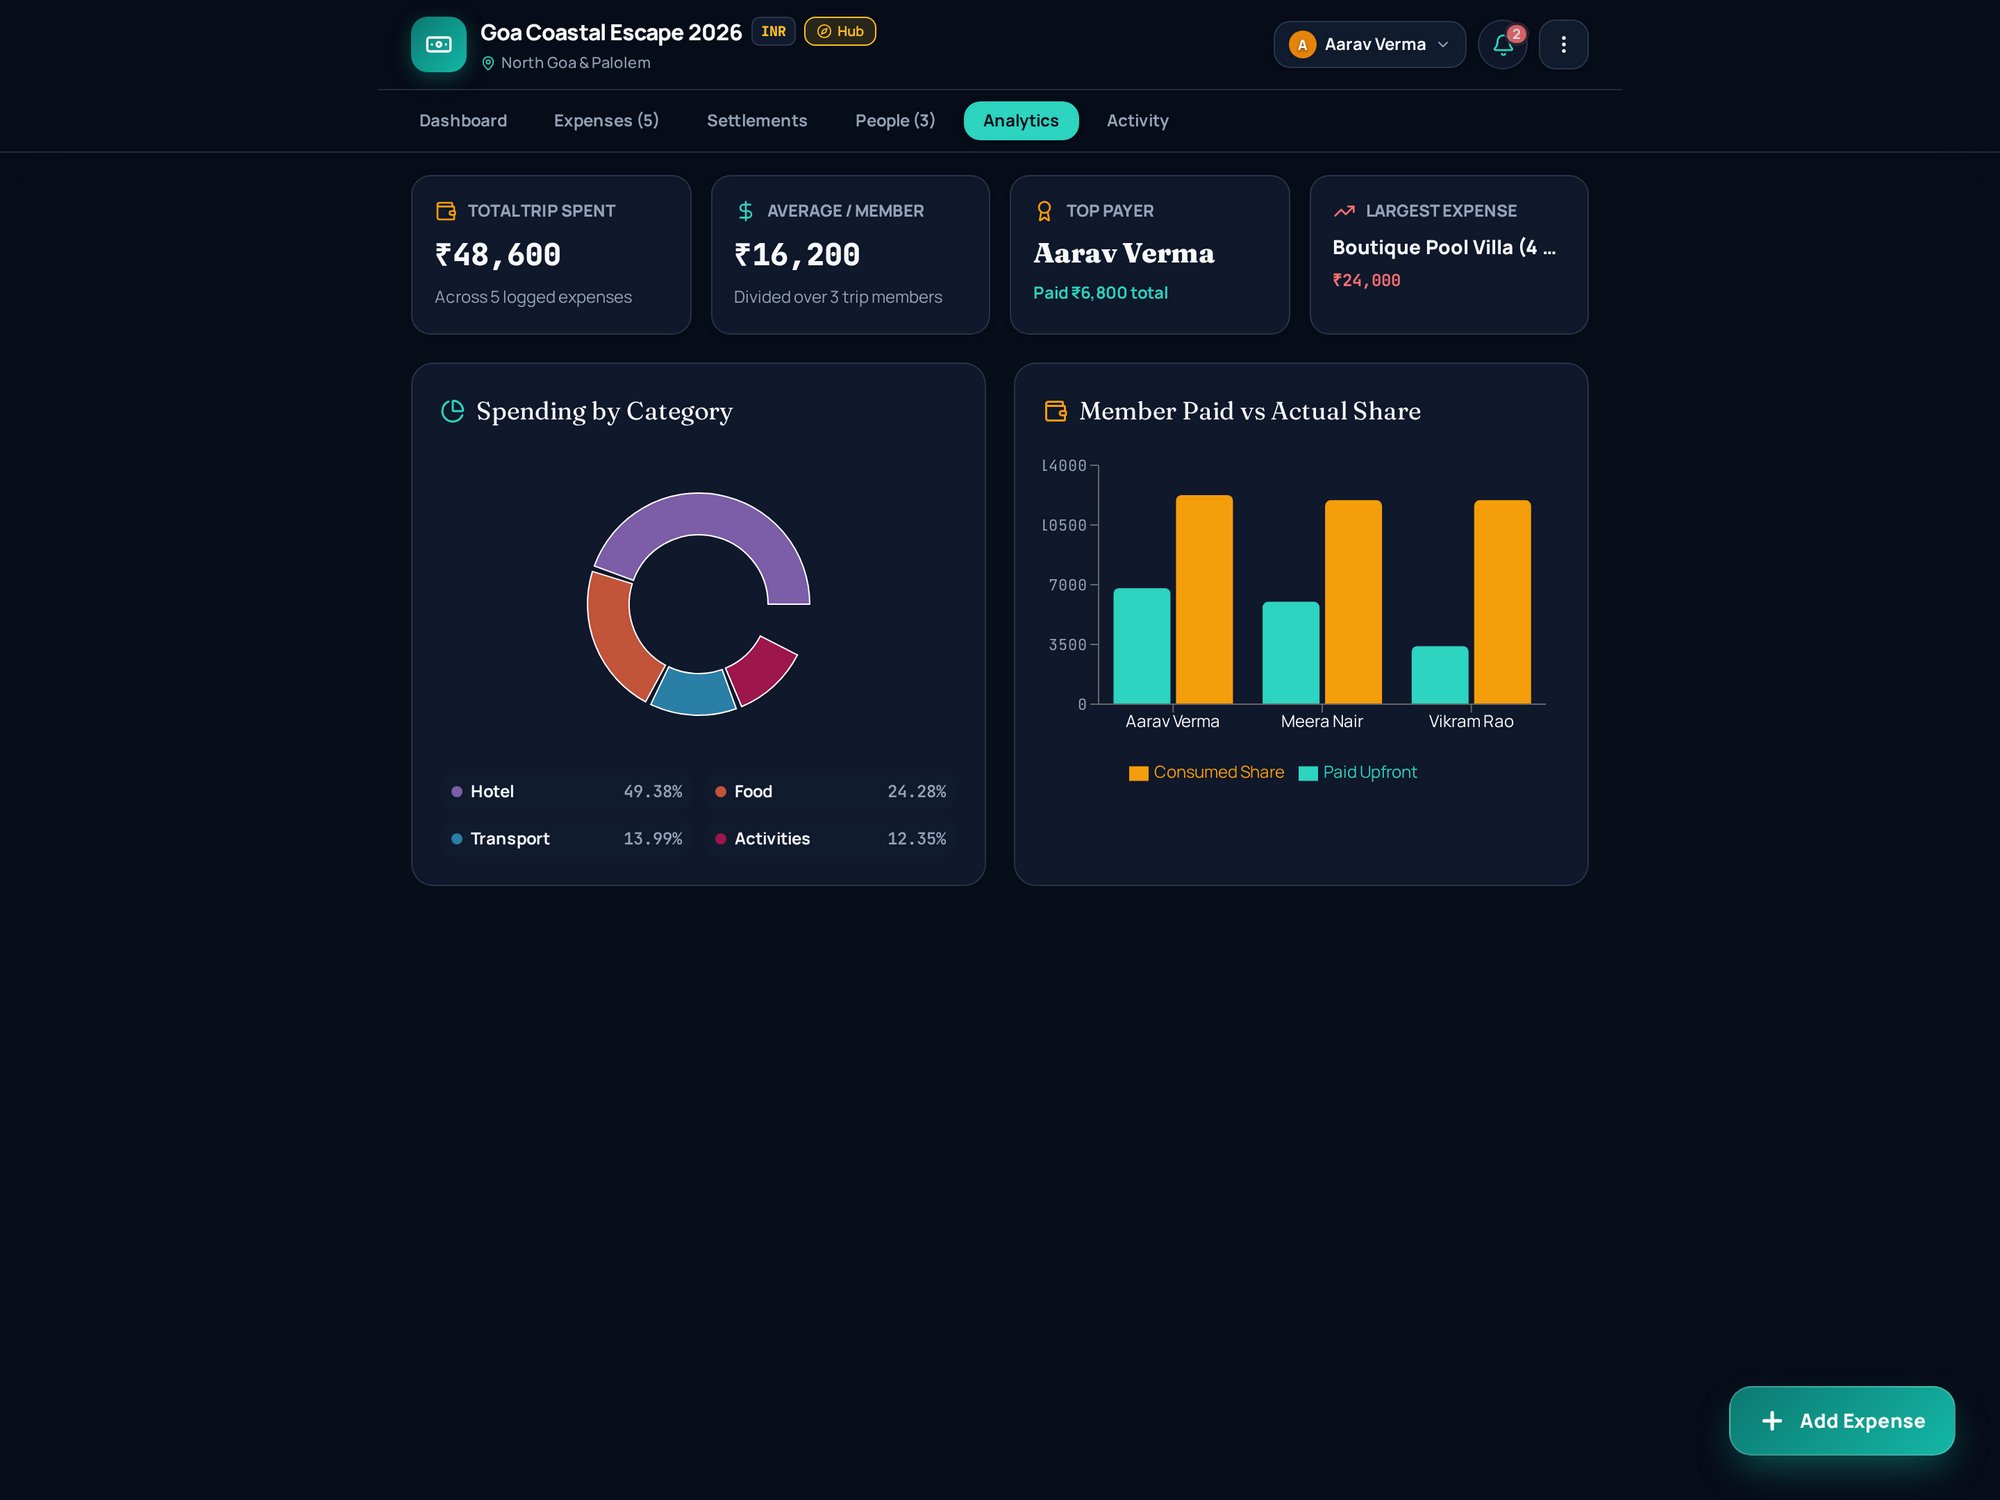 Goa Coastal Escape 2026 INR Hub
North Goa & Palolem
A Aarav Verma 2
Dashboard Expenses (5) Settlements People (3) Analytics Activity
TOTAL TRIP SPENT
₹48,600
Across 5 logged expenses
AVERAGE / MEMBER
₹16,200
Divided over 3 trip members
TOP PAYER
Aarav Verma
Paid ₹6,800 total
LARGEST EXPENSE
Boutique Pool Villa (4 ...
₹24,000
Spending by Category
Hotel 49.38%
Food 24.28%
Transport 13.99%
Activities 12.35%
Member Paid vs Actual Share
14000
10500
7000
3500
0
Aarav Verma Meera Nair Vikram Rao
Consumed Share Paid Upfront
Add Expense